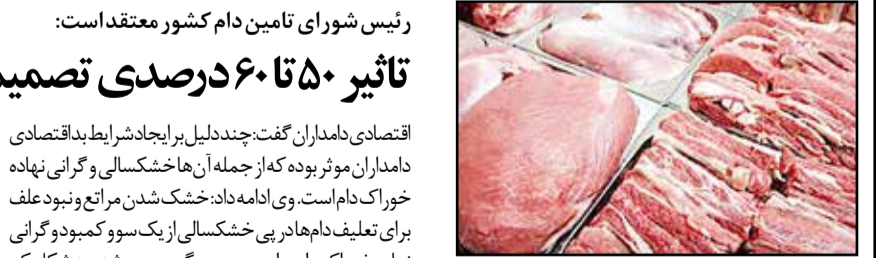 رئیس شورای تامین دام کشور معتقد است:
تاثیر ۵۰ تا ۶۰ درصدی
اقتصادی دامداران گفت: چند دلیل بر ایجاد شرایط بد اقتصادی
دامداران موثر بوده که از جمله آن‌ها خشکسالی و گرانی نهاده
خوراک دام است. وی ادامه داد: خشک شدن مراتع و نبود علف
برای تعلیف دام‌ها در پی خشکسالی از یک سو و کمبود و گرانی